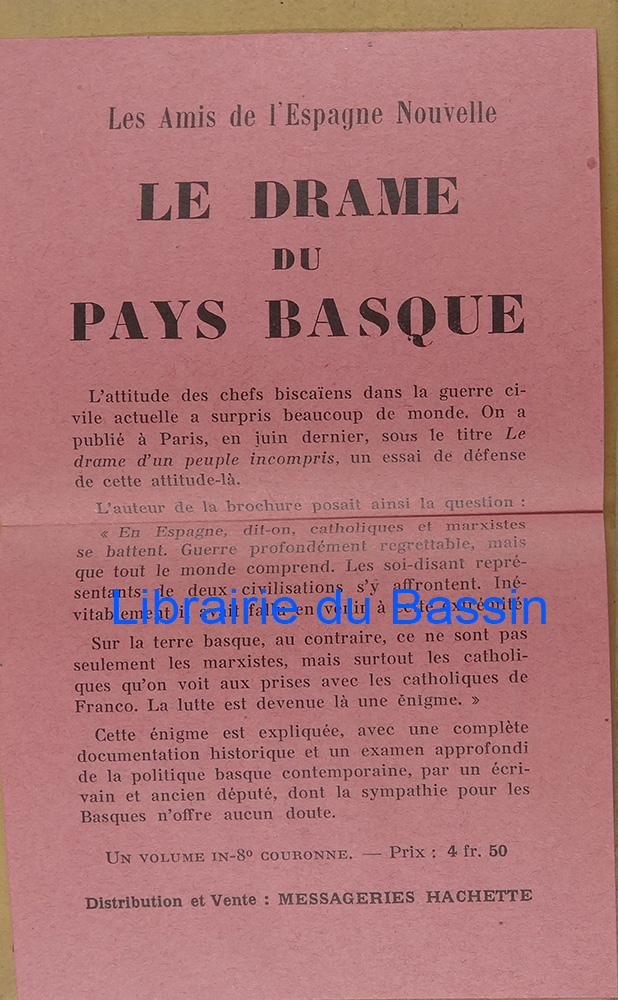 Les Amis de l'Espagne Nouvelle
LE DRAME
DU
PAYS BASQUE
L'attitude des chefs biscaïens dans la guerre ci-
vile actuelle a surpris beaucoup de monde. On a
publié à Paris, en juin dernier, sous le titre Le
drame d'un peuple incompris, un essai de défense
de cette attitude-là.
L'auteur de la brochure posait ainsi la question :
« En Espagne, dit-on, catholiques et marxistes
se battent. Guerre profondément regrettable, mais
que tout le monde comprend. Les soi-disant repré-
sentants de deux civilisations s'y affrontent. Iné-
vitablement avait fallu en venir à cette extrémité.
Librairie du Bassin
Sur la terre basque, au contraire, ce ne sont pas
seulement les marxistes, mais surtout les catholi-
ques qu'on voit aux prises avec les catholiques de
Franco. La lutte est devenue là une énigme. »
Cette énigme est expliquée, avec une complète
documentation historique et un examen approfondi
de la politique basque contemporaine, par un écri-
vain et ancien député, dont la sympathie pour les
Basques n'offre aucun doute.
UN VOLUME IN-8º COURONNE. — Prix : 4 fr. 50
Distribution et Vente : MESSAGERIES HACHETTE